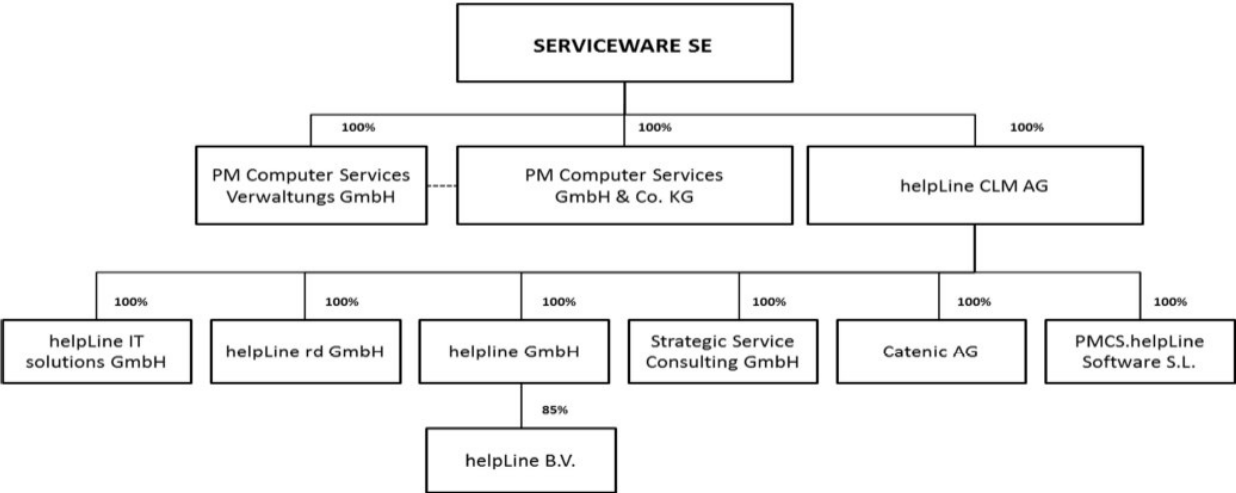 SERVICEWARE SE
100%
100%
100%
PM Computer Services
Verwaltungs GmbH
PM Computer Services
GmbH & Co. KG
helpLine CLM AG
100%
100%
100%
100%
100%
100%
helpLine IT
solutions GmbH
helpLine rd GmbH
helpline GmbH
Strategic Service
Consulting GmbH
Catenic AG
PMCS.helpLine
Software S.L.
85%
helpLine B.V.